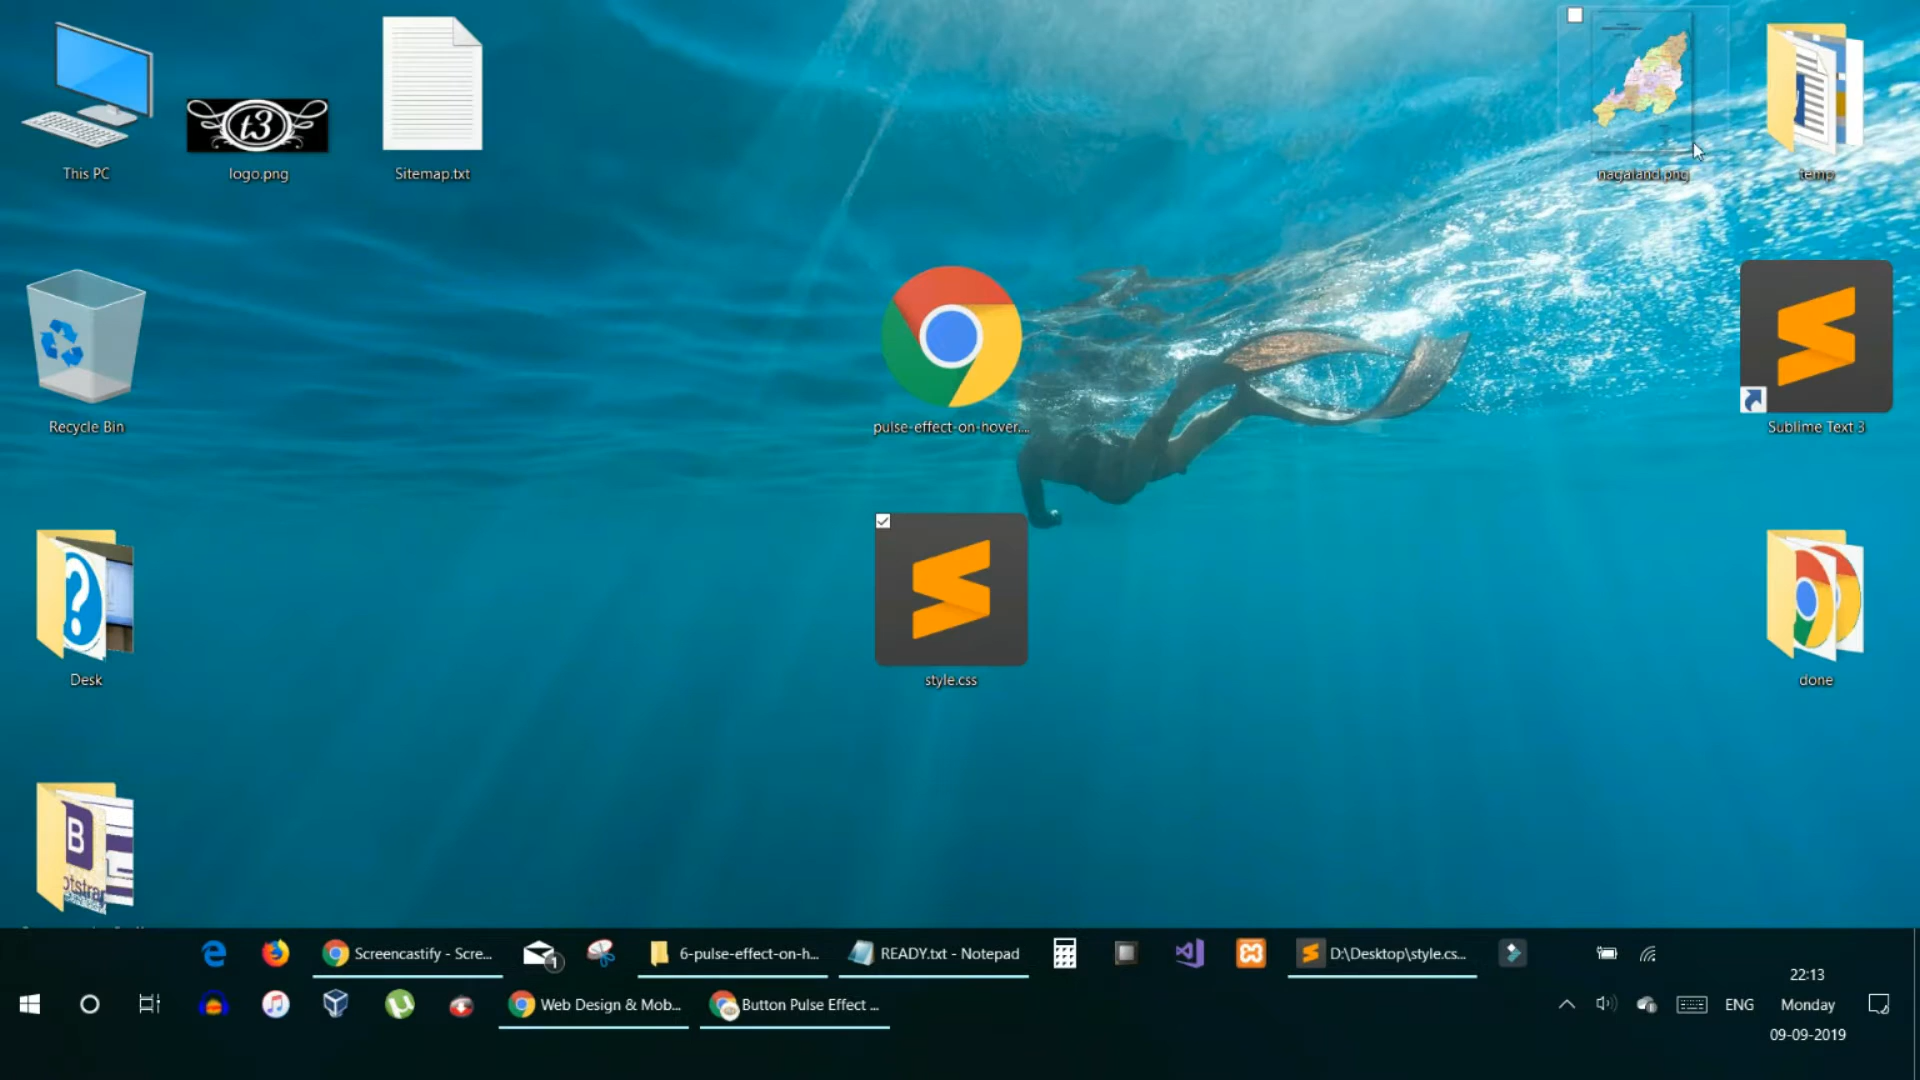 This PC
t3
logo.png
Sitemap.txt
nagaland.png
temp
Recycle Bin
pulse-effect-on-hover....
Sublime Text 3
Desk
style.css
done
B
Screencastify - Scre...
1
6-pulse-effect-on-h...
READY.txt - Notepad
D:\Desktop\style.cs...
Web Design & Mob...
Button Pulse Effect ...
ENG
22:13
Monday
09-09-2019